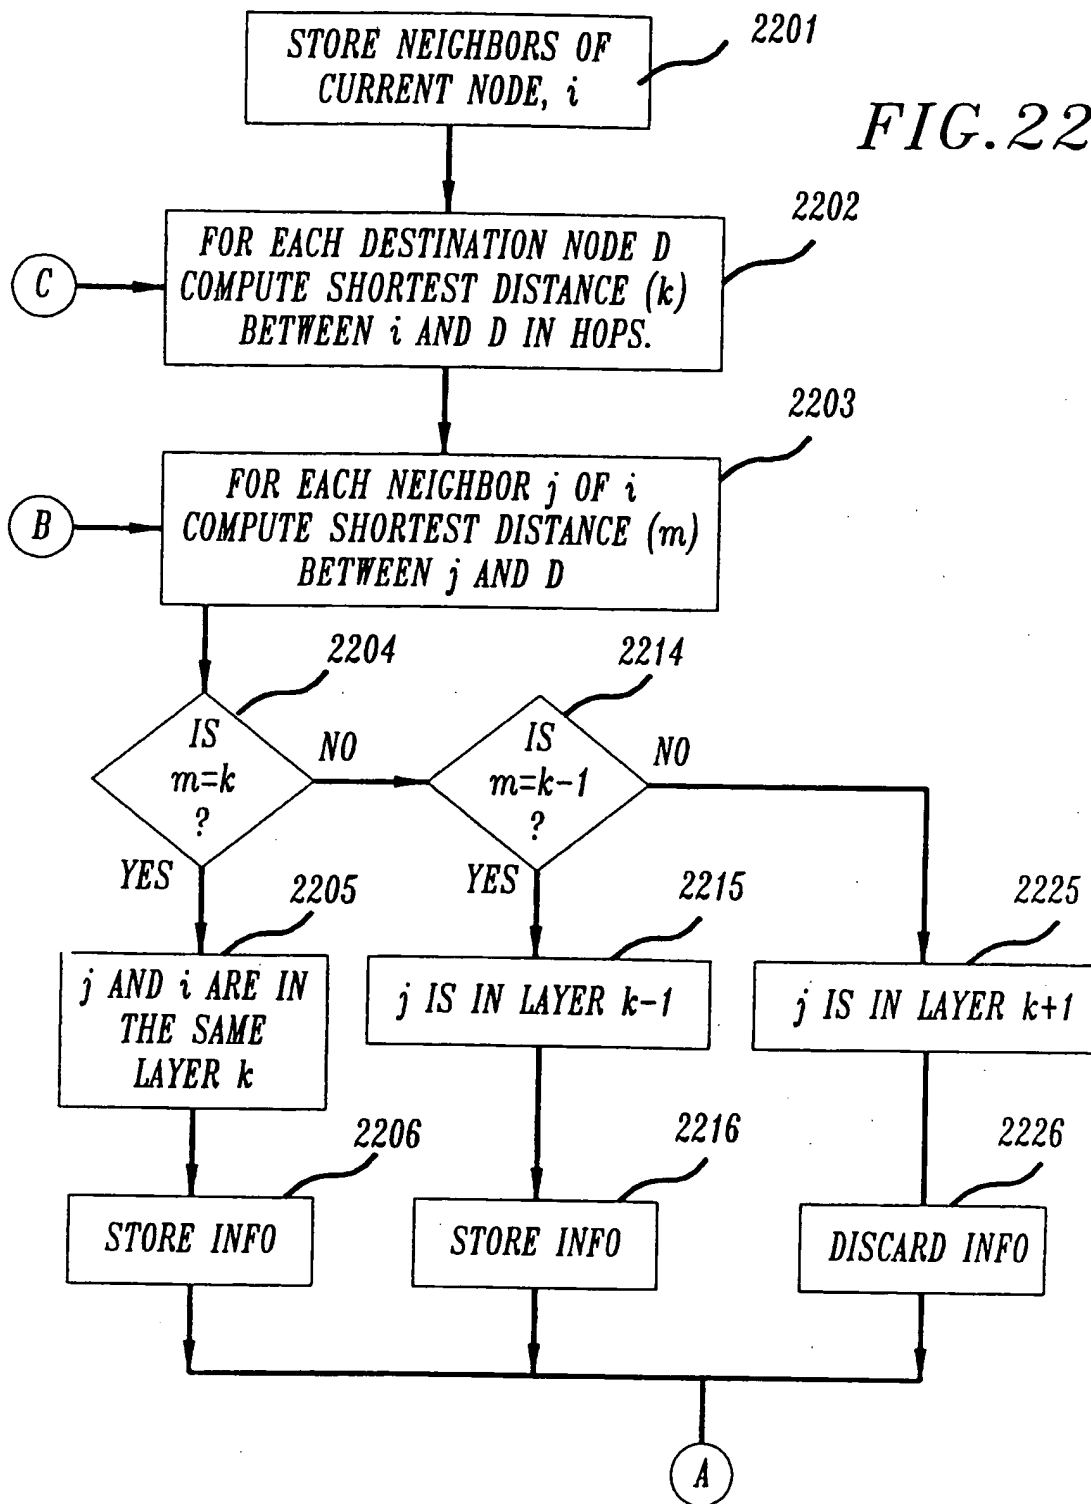 2201
STORE NEIGHBORS OF
CURRENT NODE, i
FIG.22
2202
FOR EACH DESTINATION NODE D
COMPUTE SHORTEST DISTANCE (k)
BETWEEN i AND D IN HOPS.
C
2203
FOR EACH NEIGHBOR j OF i
COMPUTE SHORTEST DISTANCE (m)
BETWEEN j AND D
B
2204
IS
m=k
?
NO
YES
2214
IS
m=k-1
?
NO
YES
2205
j AND i ARE IN
THE SAME
LAYER k
2215
j IS IN LAYER k-1
2225
j IS IN LAYER k+1
2206
STORE INFO
2216
STORE INFO
2226
DISCARD INFO
A